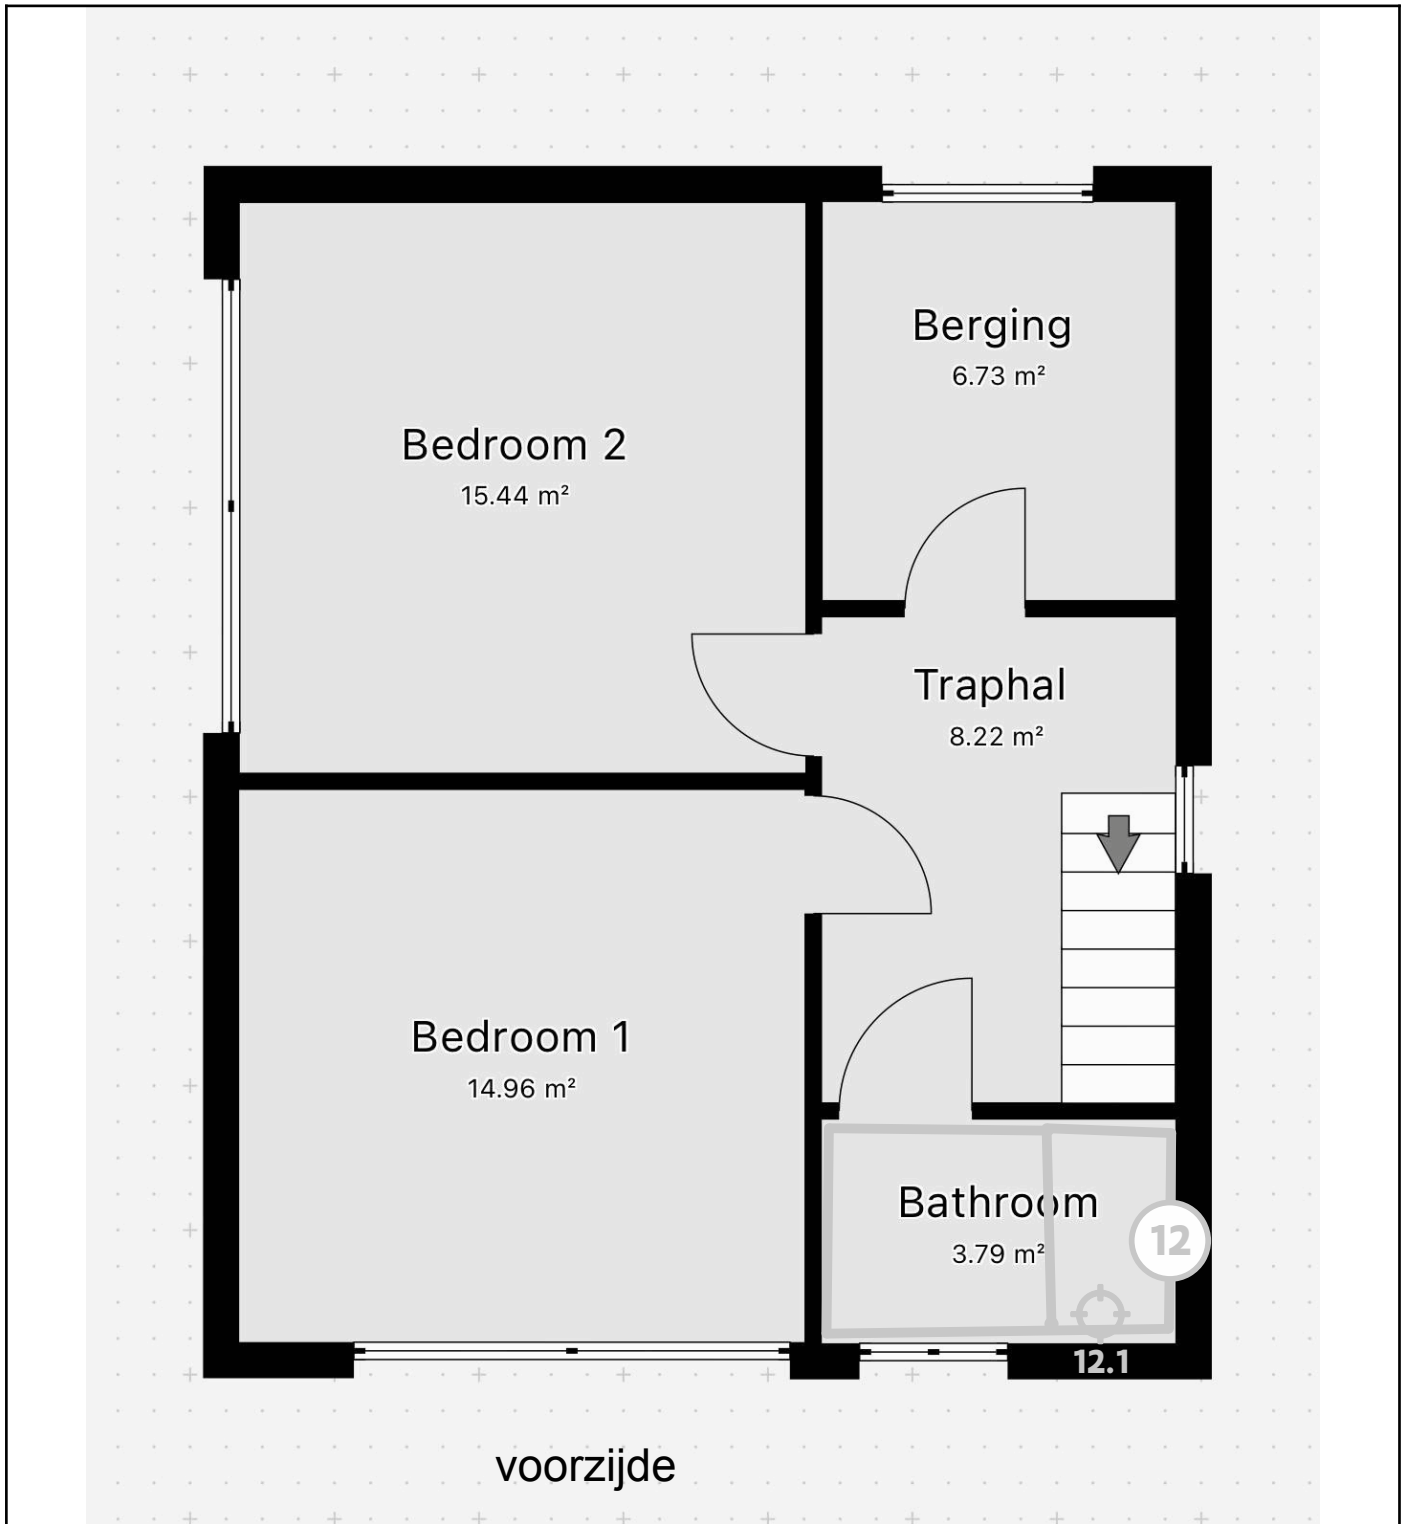 Berging
6.73 m²
Bedroom 2
15.44 m²
Traphal
8.22 m²
Bedroom 1
14.96 m²
Bathroom
3.79 m²
12
12.1
voorzijde